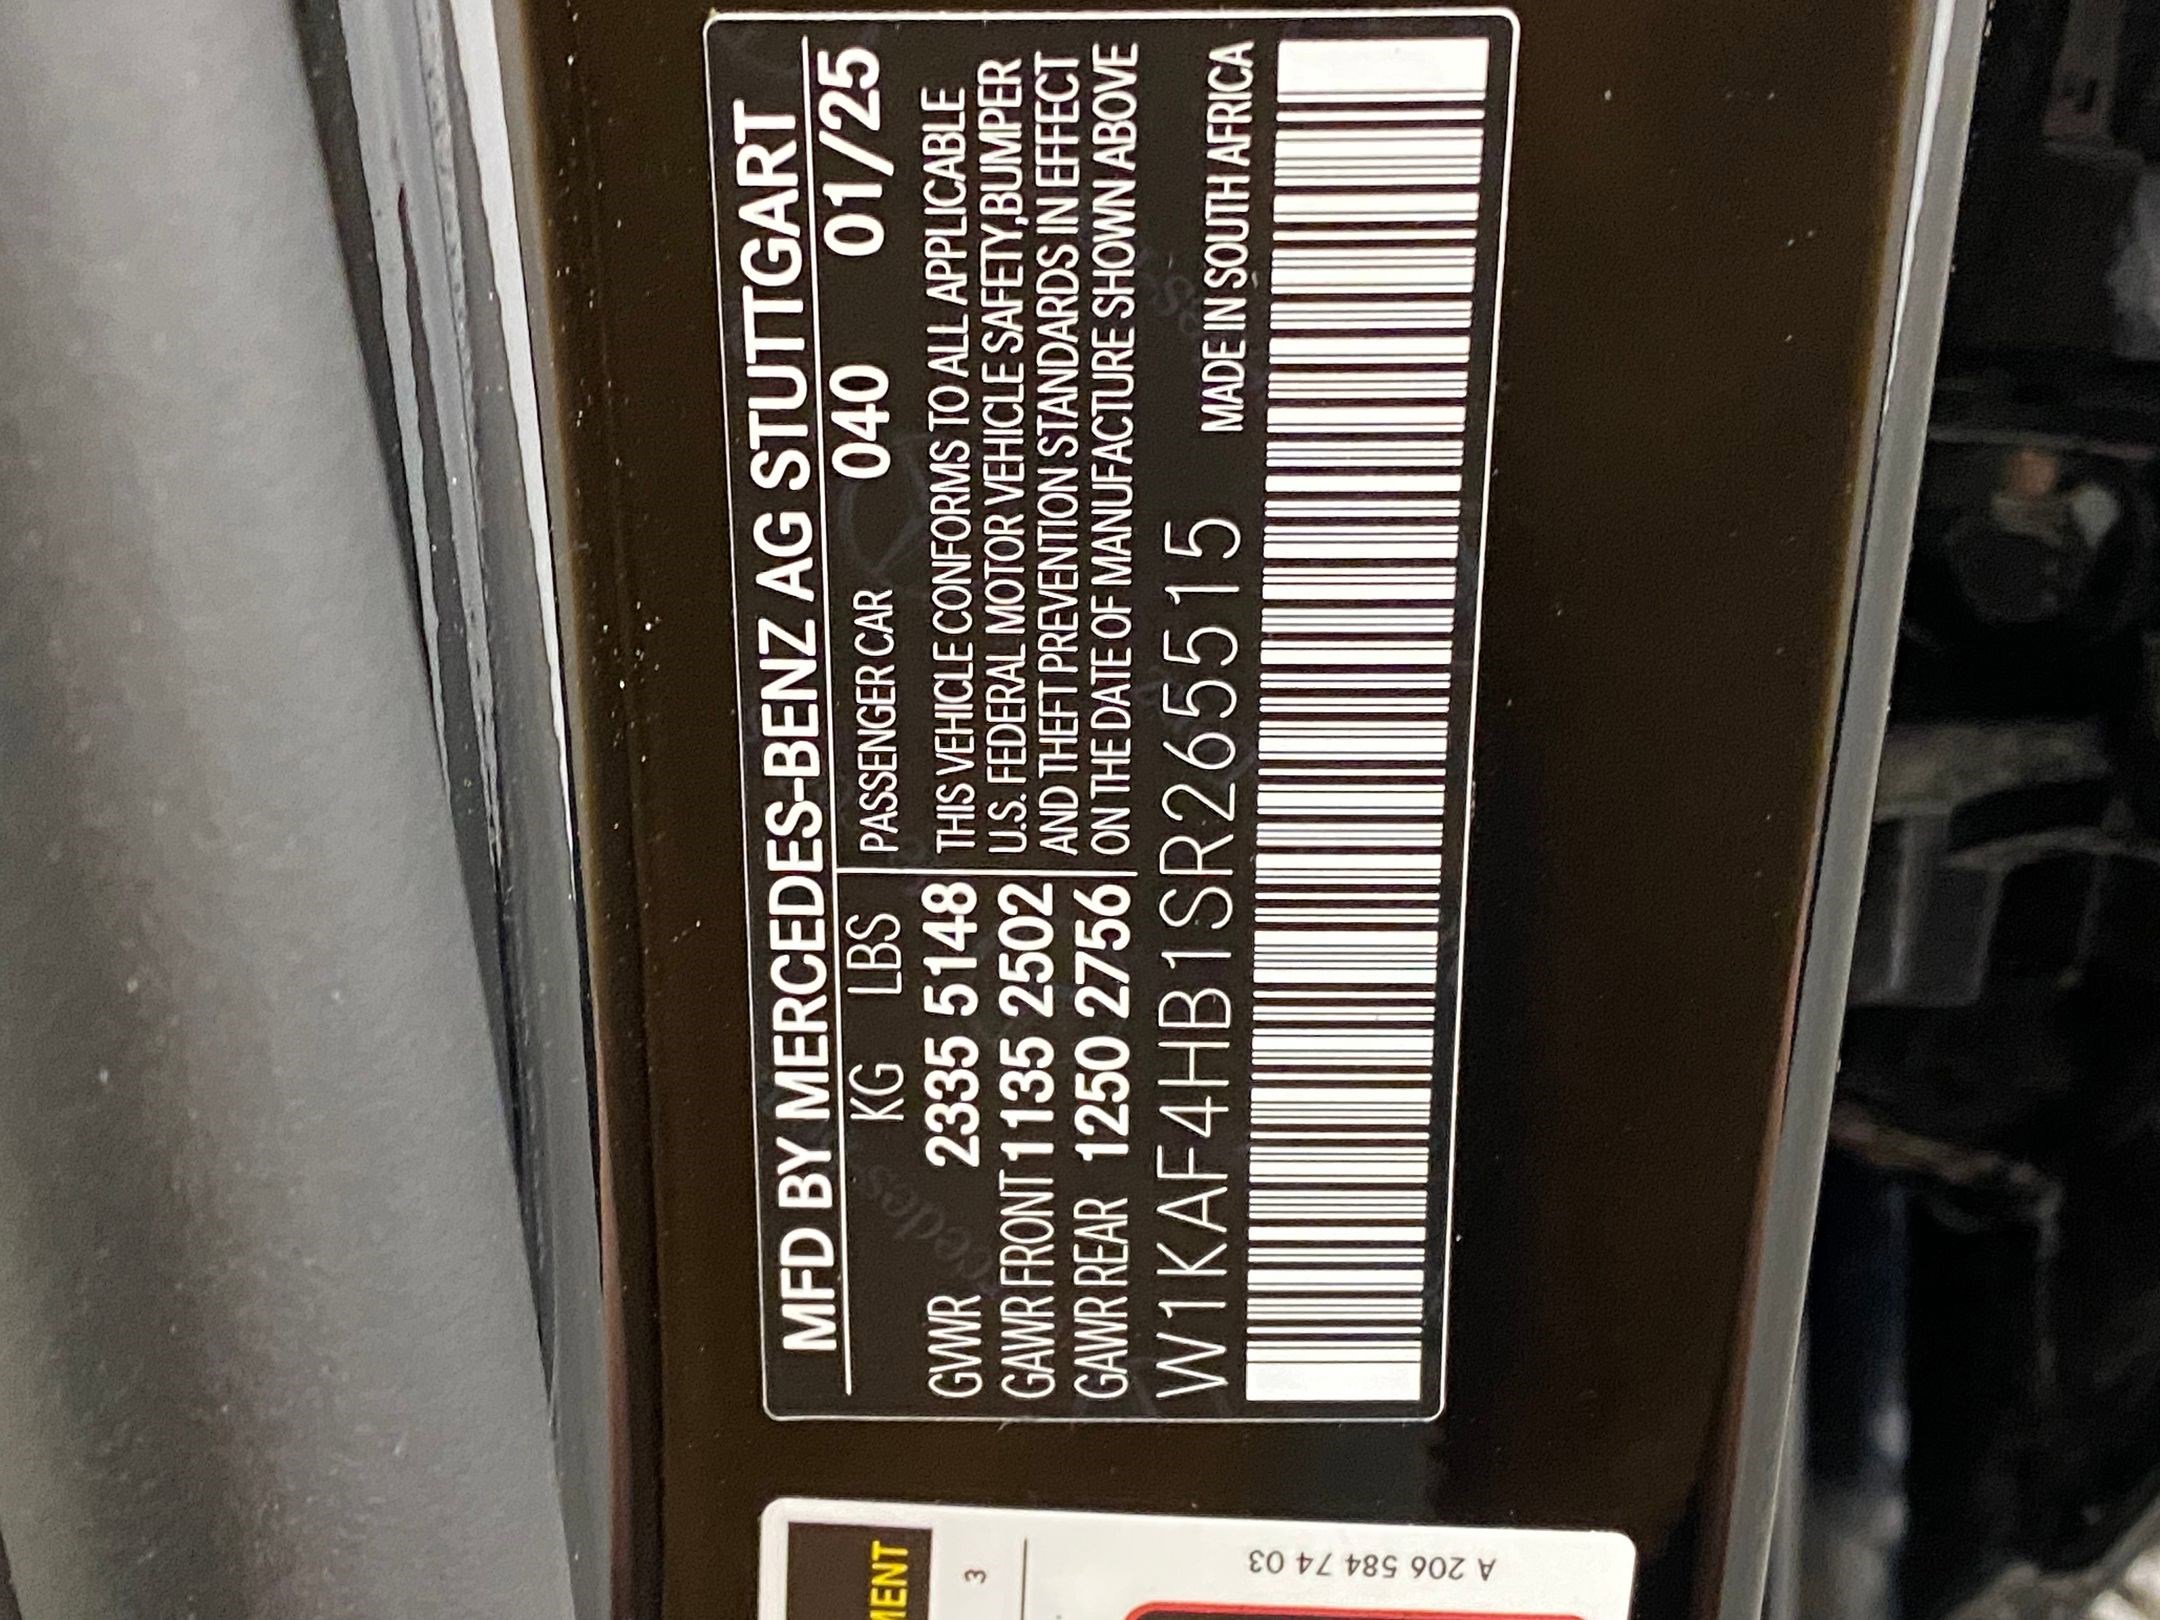 MFD BY MERCEDES-BENZ AG STUTTGART
KG LBS PASSENGER CAR 040 01/25
GVWR 2335 5148 THIS VEHICLE CONFORMS TO ALL APPLICABLE
U.S. FEDERAL MOTOR VEHICLE SAFETY,BUMPER
GAWR FRONT 1135 2502 AND THEFT PREVENTION STANDARDS IN EFFECT
GAWR REAR 1250 2756 ON THE DATE OF MANUFACTURE SHOWN ABOVE
W1KAF4HB1SR265515 MADE IN SOUTH AFRICA
MENT
3
A 206 584 74 03